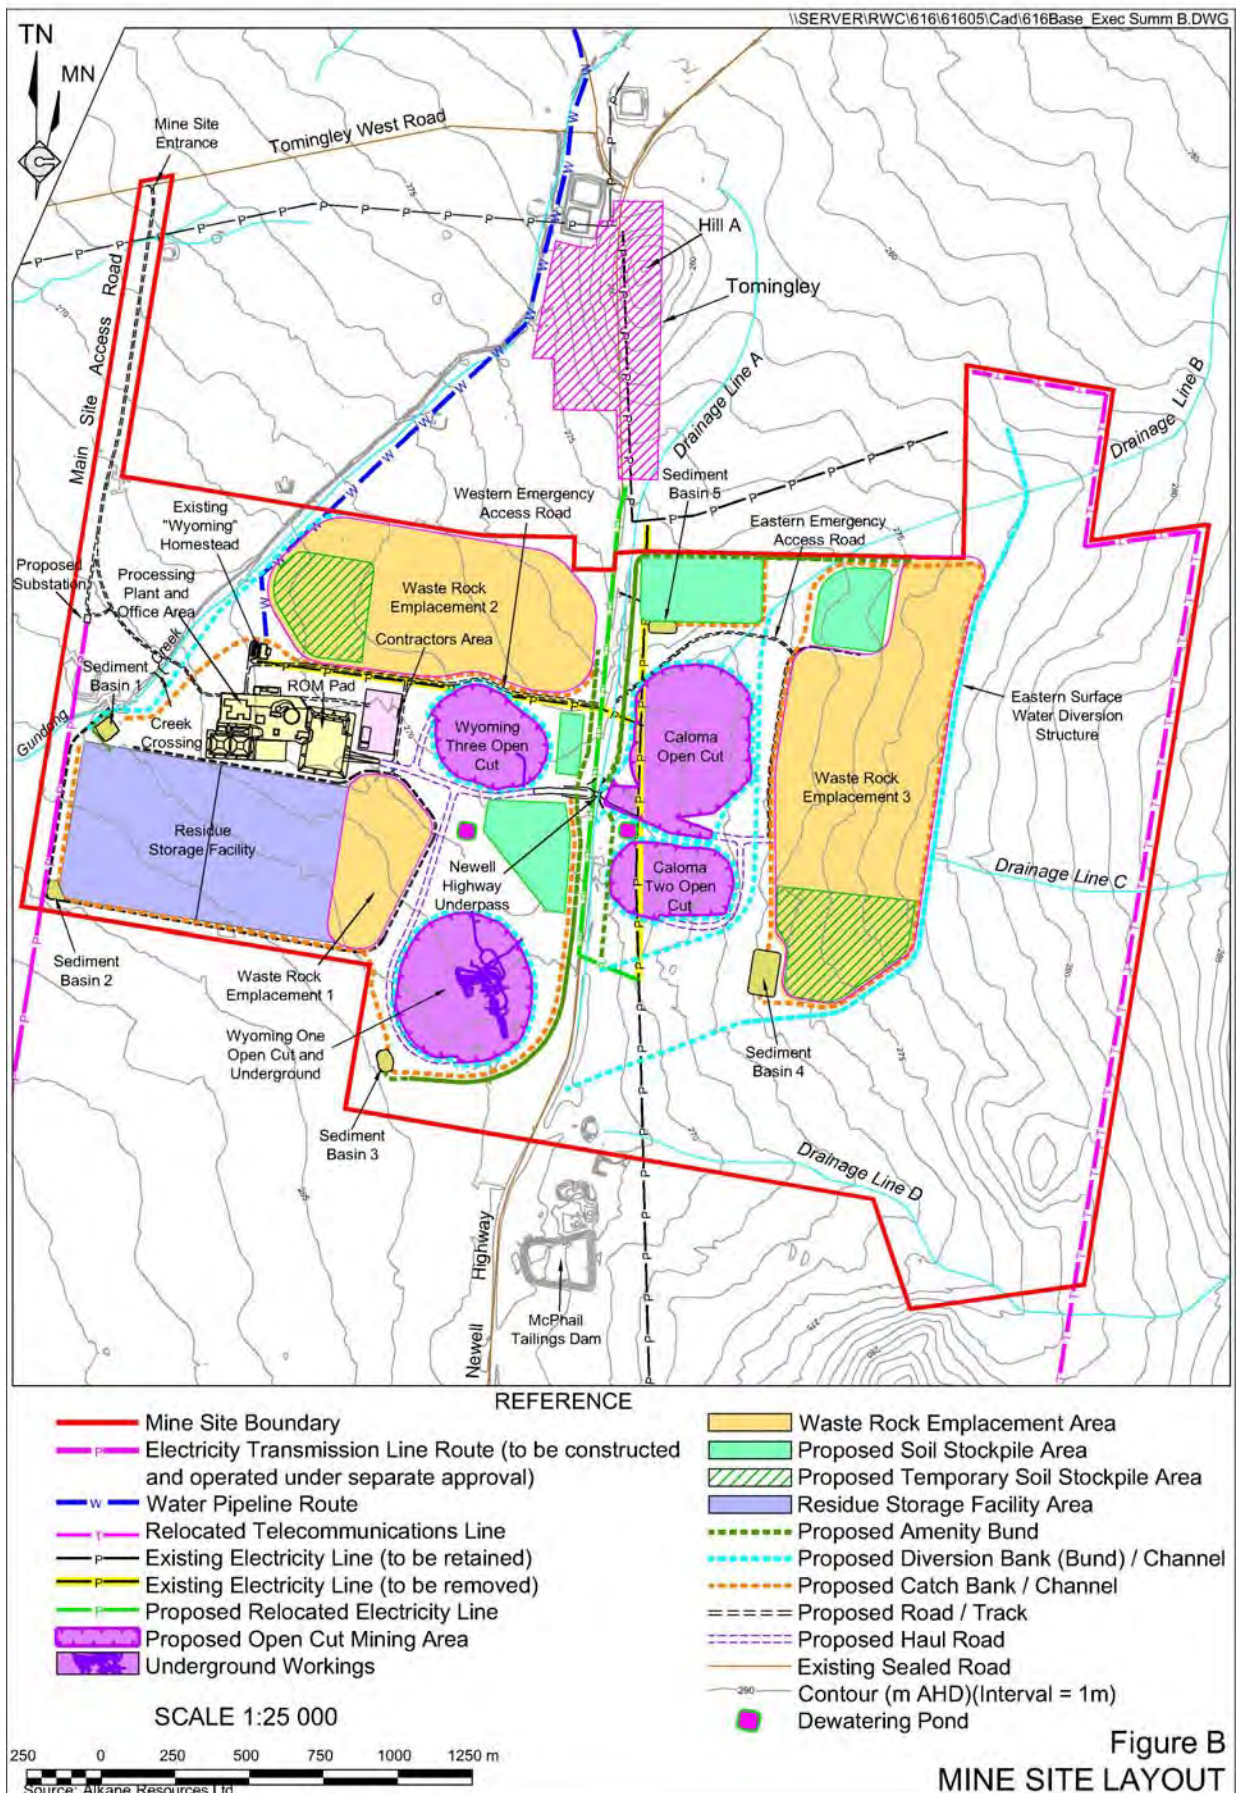 \\SERVER\RWC\616\61605\Cad\616Base_Exec Summ B.DWG
TN
MN
Mine Site
Entrance
Tomingley West Road
Hill A
Tomingley
Main Site Access Road
Drainage Line A
Drainage Line B
Sediment
Basin 5
Western Emergency
Access Road
Eastern Emergency
Access Road
Existing
"Wyoming"
Homestead
Proposed
Substation
Processing
Plant and
Office Area
Waste Rock
Emplacement 2
Contractors Area
Creek
Sediment
Basin 1
ROM Pad
Gundong
Creek
Crossing
Wyoming
Three Open
Cut
Caloma
Open Cut
Eastern Surface
Water Diversion
Structure
Waste Rock
Emplacement 3
Residue
Storage Facility
Newell
Highway
Underpass
Caloma
Two Open
Cut
Drainage Line C
Sediment
Basin 2
Waste Rock
Emplacement 1
Wyoming One
Open Cut and
Underground
Sediment
Basin 4
Sediment
Basin 3
Drainage Line D
Newell Highway
McPhail
Tailings Dam
REFERENCE
Mine Site Boundary
Electricity Transmission Line Route (to be constructed
and operated under separate approval)
Water Pipeline Route
Relocated Telecommunications Line
Existing Electricity Line (to be retained)
Existing Electricity Line (to be removed)
Proposed Relocated Electricity Line
Proposed Open Cut Mining Area
Underground Workings
Waste Rock Emplacement Area
Proposed Soil Stockpile Area
Proposed Temporary Soil Stockpile Area
Residue Storage Facility Area
Proposed Amenity Bund
Proposed Diversion Bank (Bund) / Channel
Proposed Catch Bank / Channel
Proposed Road / Track
Proposed Haul Road
Existing Sealed Road
Contour (m AHD)(Interval = 1m)
Dewatering Pond
SCALE 1:25 000
250 0 250 500 750 1000 1250 m
Source: Alkane Resources Ltd
Figure B
MINE SITE LAYOUT